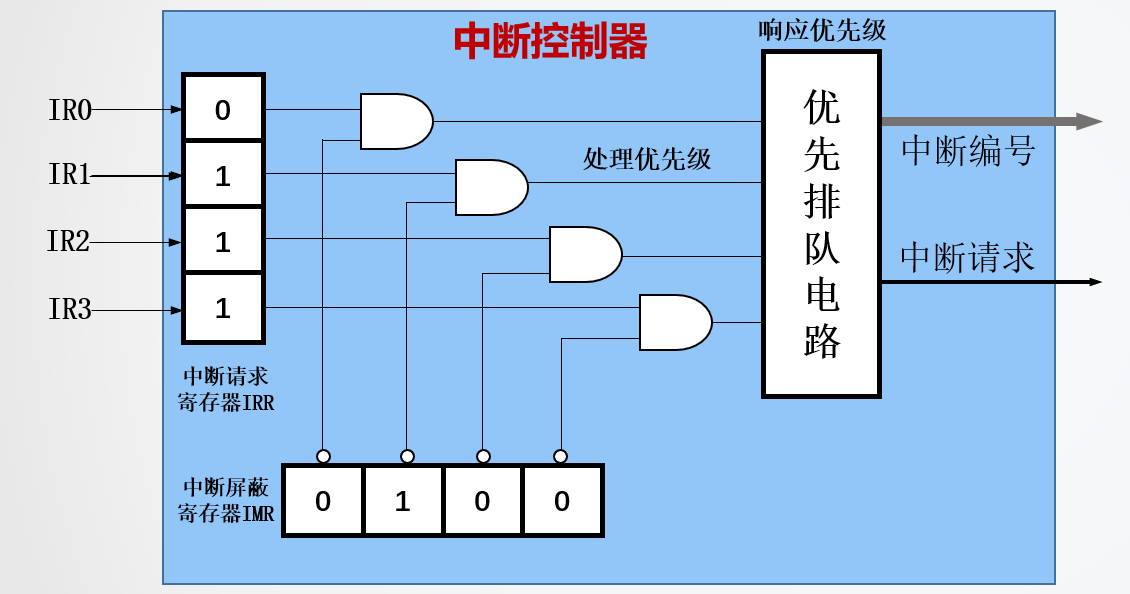 中断控制器
响应优先级
IR0
0
IR1
1
IR2
1
IR3
1
处理优先级
优
先
排
队
电
路
中断编号
中断请求
中断请求
寄存器IRR
中断屏蔽
寄存器IMR
0 1 0 0